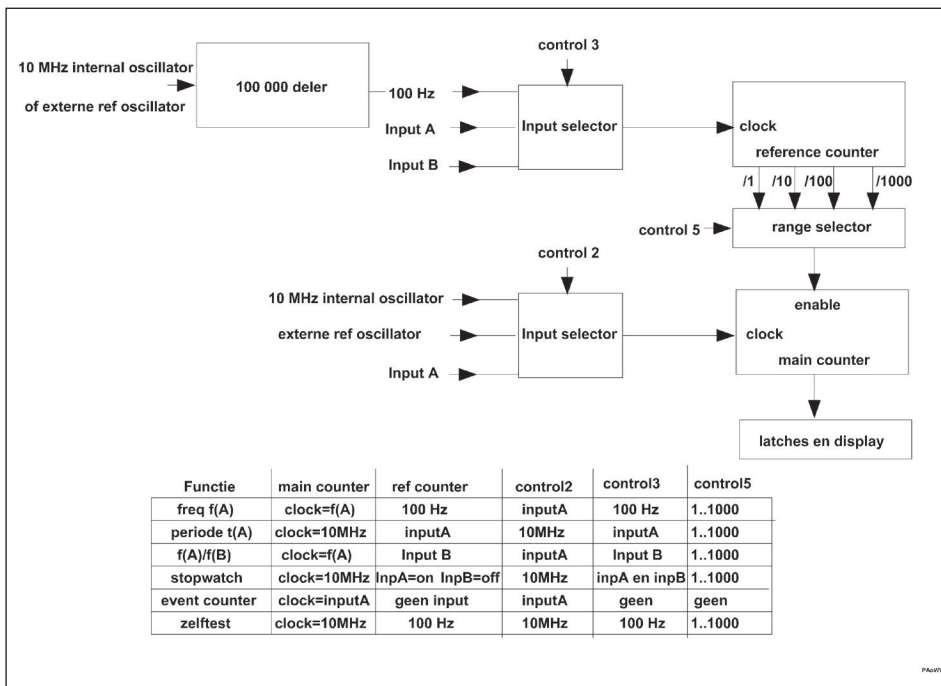 control 3
10 MHz internal oscillator
of externe ref oscillator
100 000 deler
100 Hz
Input A
Input B
Input selector
clock
reference counter
/1 /10 /100 /1000
control 5
range selector
control 2
10 MHz internal oscillator
externe ref oscillator
Input A
Input selector
enable
clock
main counter
latches en display
Functie main counter ref counter control2 control3 control5
freq f(A) clock=f(A) 100 Hz inputA 100 Hz 1..1000
periode t(A) clock=10MHz inputA 10MHz inputA 1..1000
f(A)/f(B) clock=f(A) Input B inputA Input B 1..1000
stopwatch clock=10MHz InpA=on InpB=off 10MHz inpA en inpB 1..1000
event counter clock=inputA geen input inputA geen geen
zelftest clock=10MHz 100 Hz 10MHz 100 Hz 1..1000